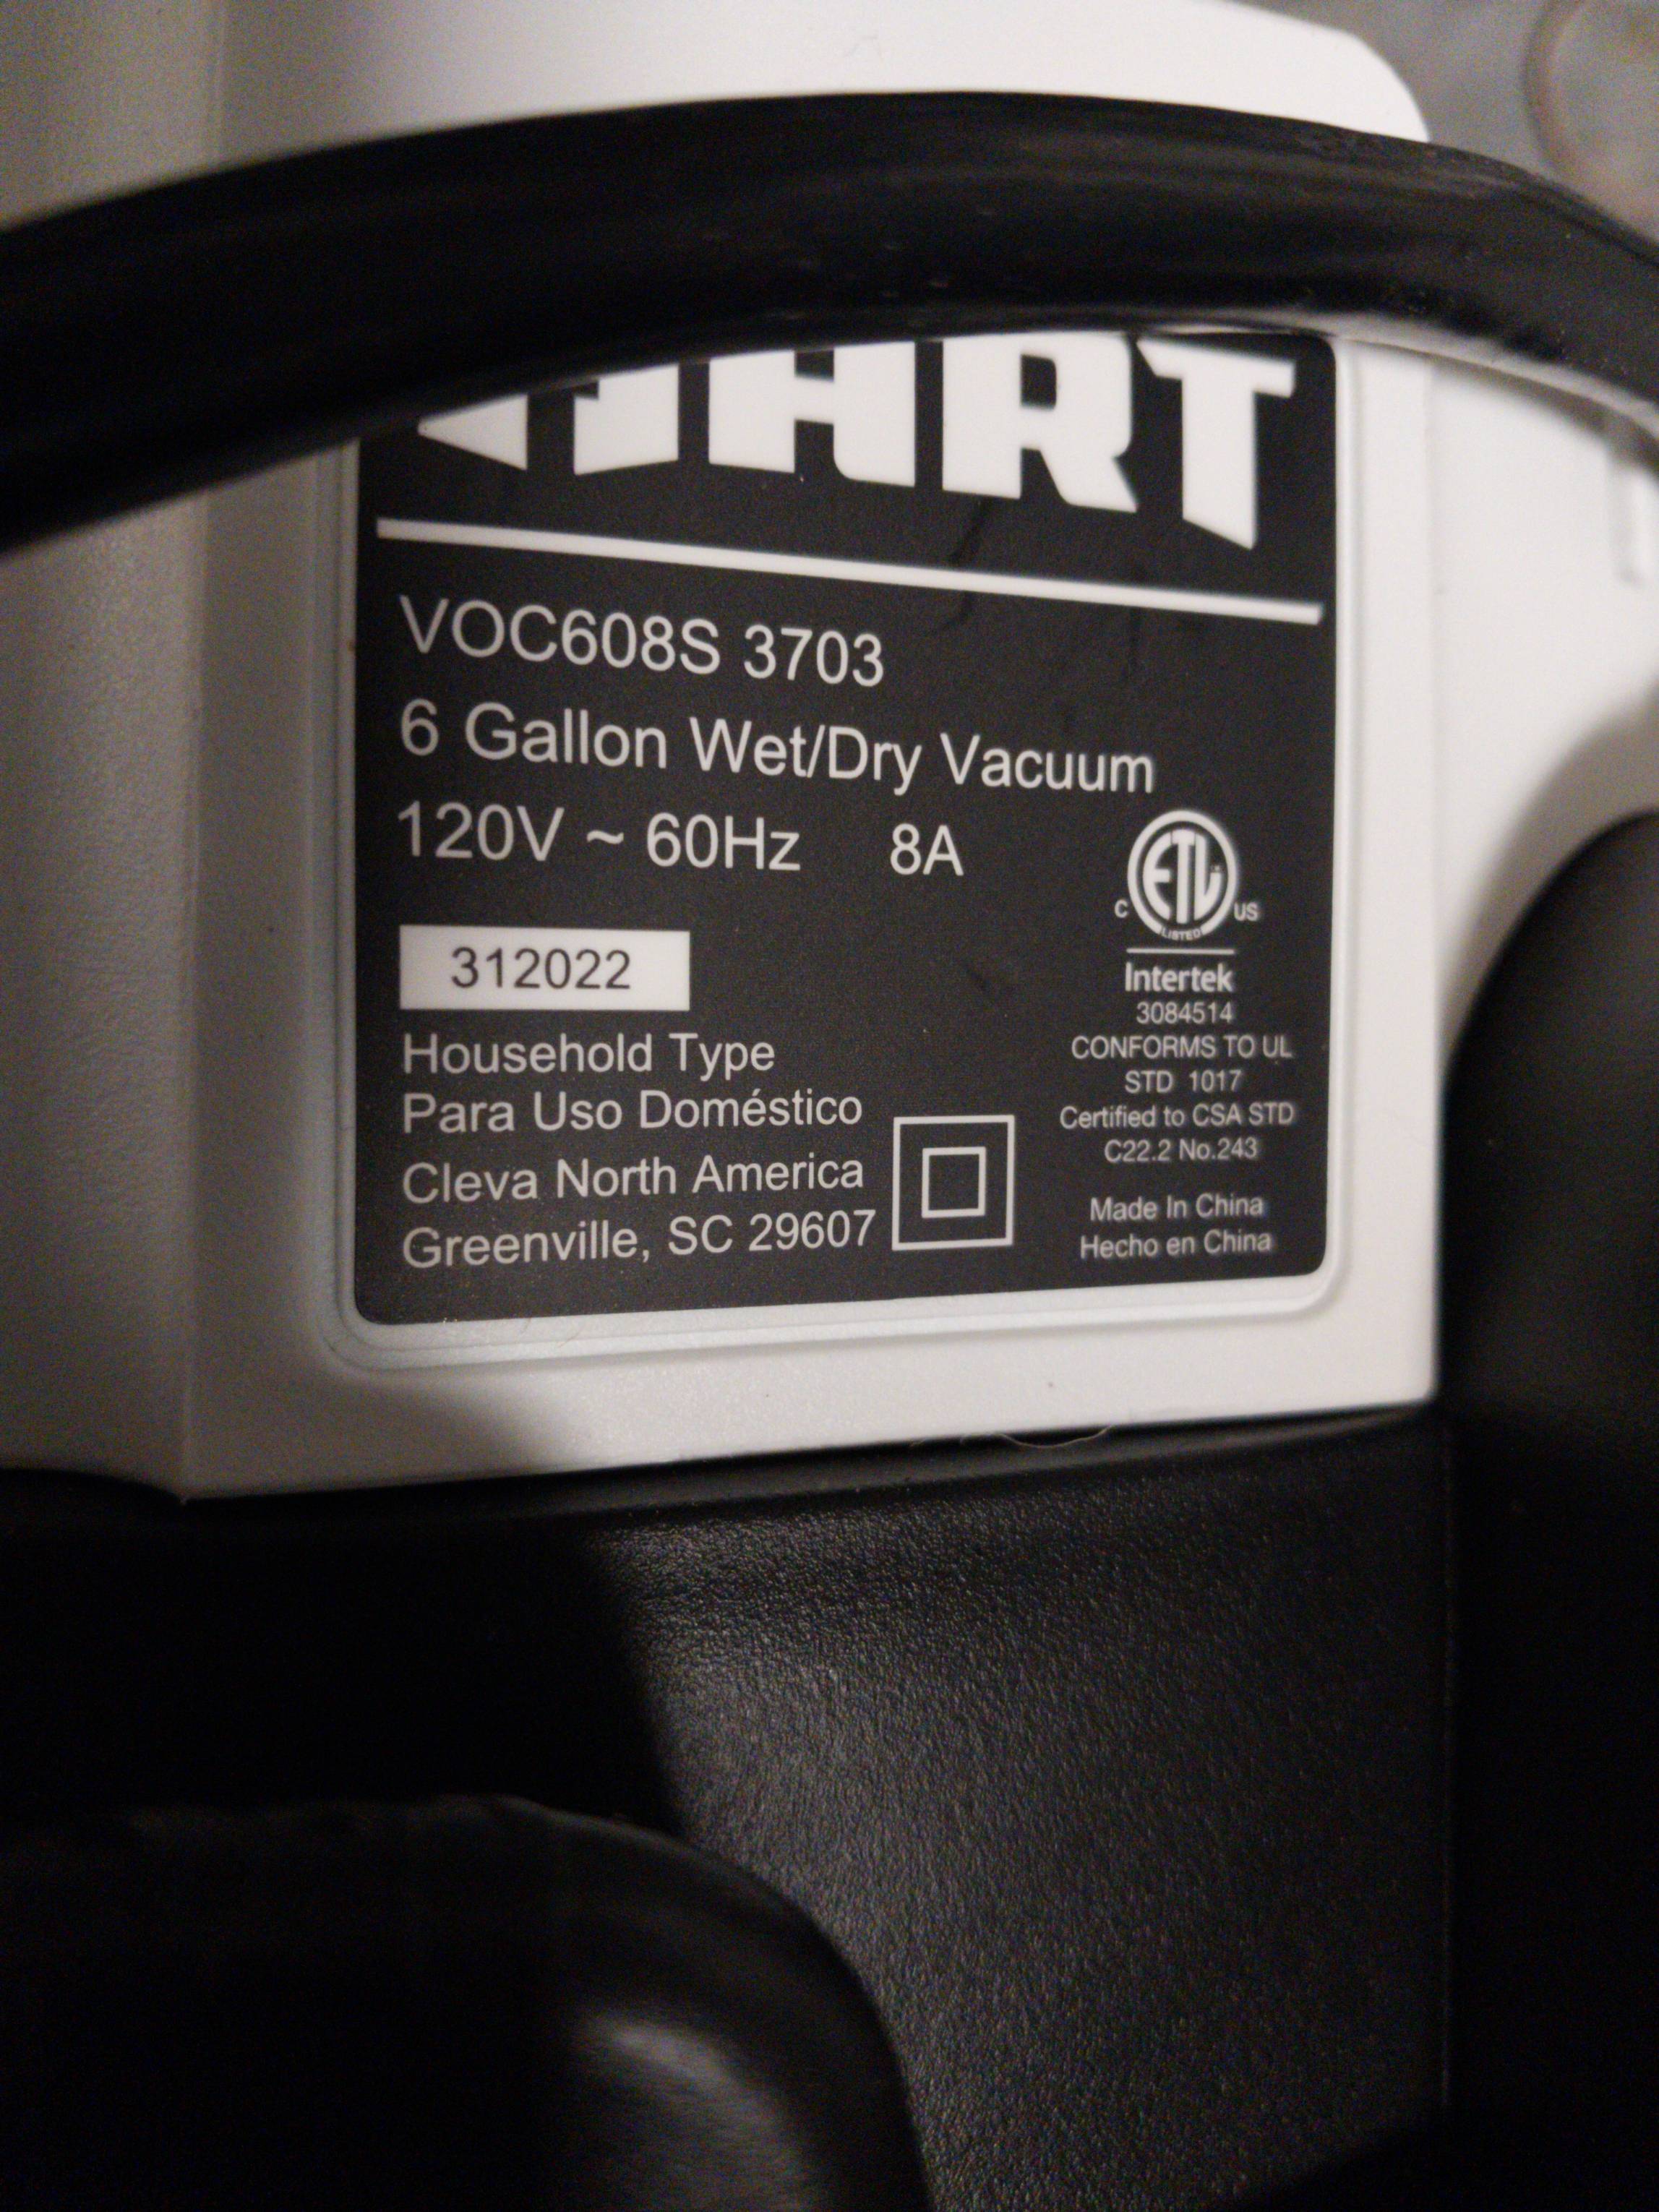 HART
VOC608S 3703
6 Gallon Wet/Dry Vacuum
120V ~ 60Hz 8A
312022
Household Type
Para Uso Doméstico
Cleva North America
Greenville, SC 29607
ETL
C US
LISTED
Intertek
3084514
CONFORMS TO UL
STD 1017
Certified to CSA STD
C22.2 No.243
Made In China
Hecho en China